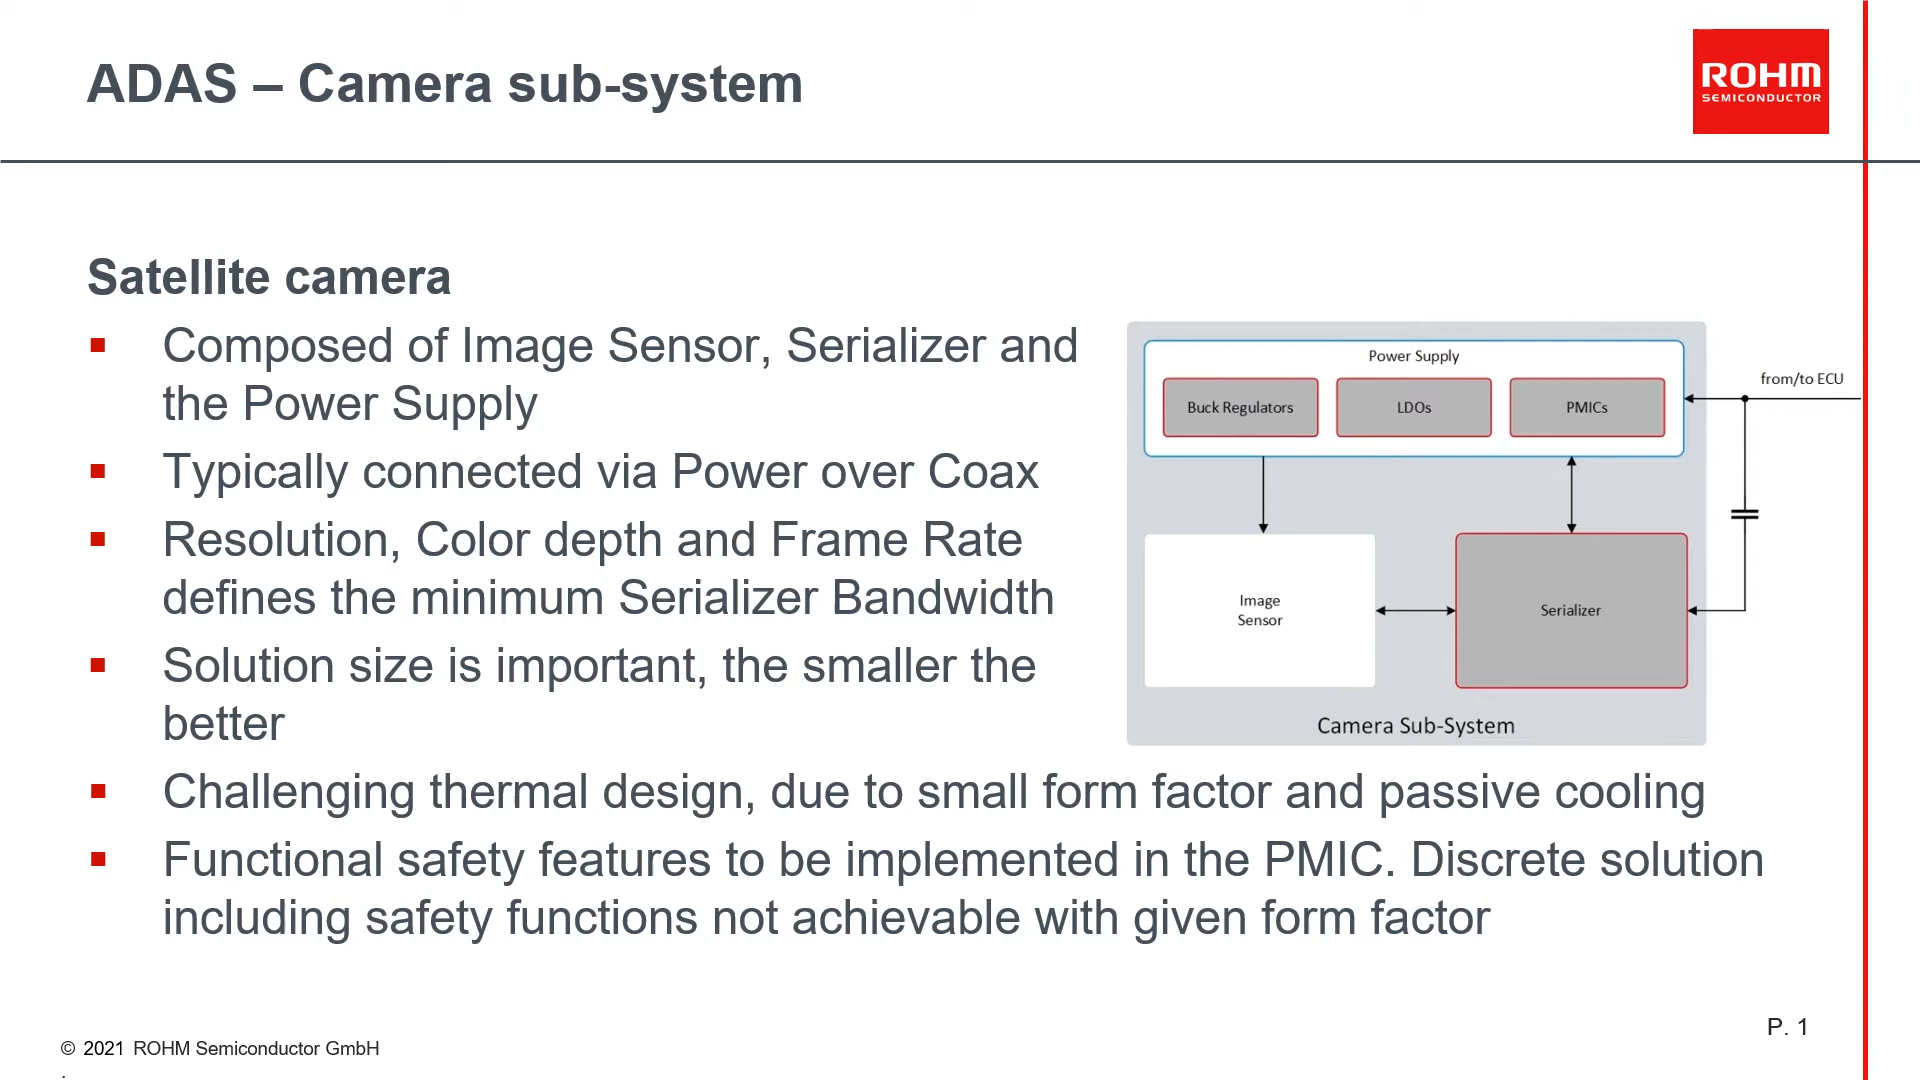 ADAS – Camera sub-system
ROHM
SEMICONDUCTOR
Satellite camera
▪ Composed of Image Sensor, Serializer and
the Power Supply
▪ Typically connected via Power over Coax
▪ Resolution, Color depth and Frame Rate
defines the minimum Serializer Bandwidth
▪ Solution size is important, the smaller the
better
▪ Challenging thermal design, due to small form factor and passive cooling
▪ Functional safety features to be implemented in the PMIC. Discrete solution
including safety functions not achievable with given form factor
Power Supply
Buck Regulators
LDOs
PMICs
from/to ECU
Image
Sensor
Serializer
Camera Sub-System
P. 1
© 2021 ROHM Semiconductor GmbH
.